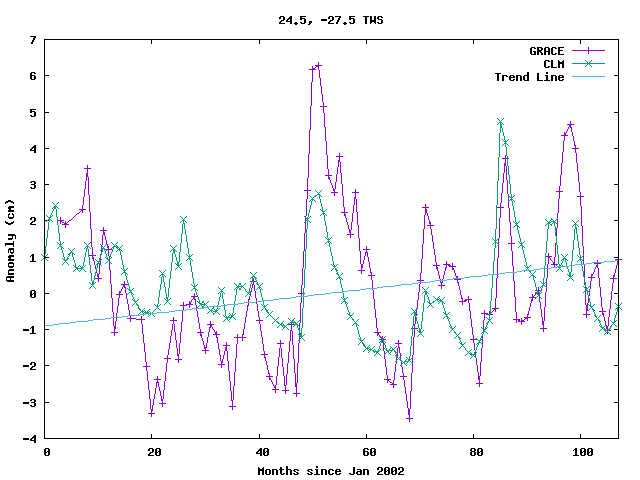 24.5, -27.5 TWS
GRACE
CLM
Trend Line
Anomaly (cm)
7
6
5
4
3
2
1
0
-1
-2
-3
-4
0 20 40 60 80 100
Months since Jan 2002